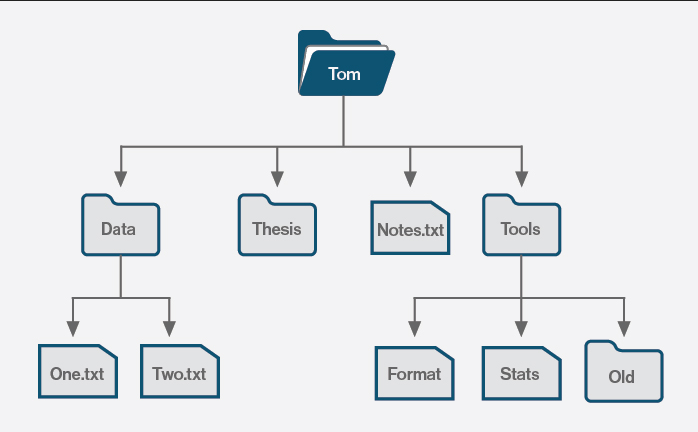 Tom
Data
Thesis
Notes.txt
Tools
One.txt
Two.txt
Format
Stats
Old